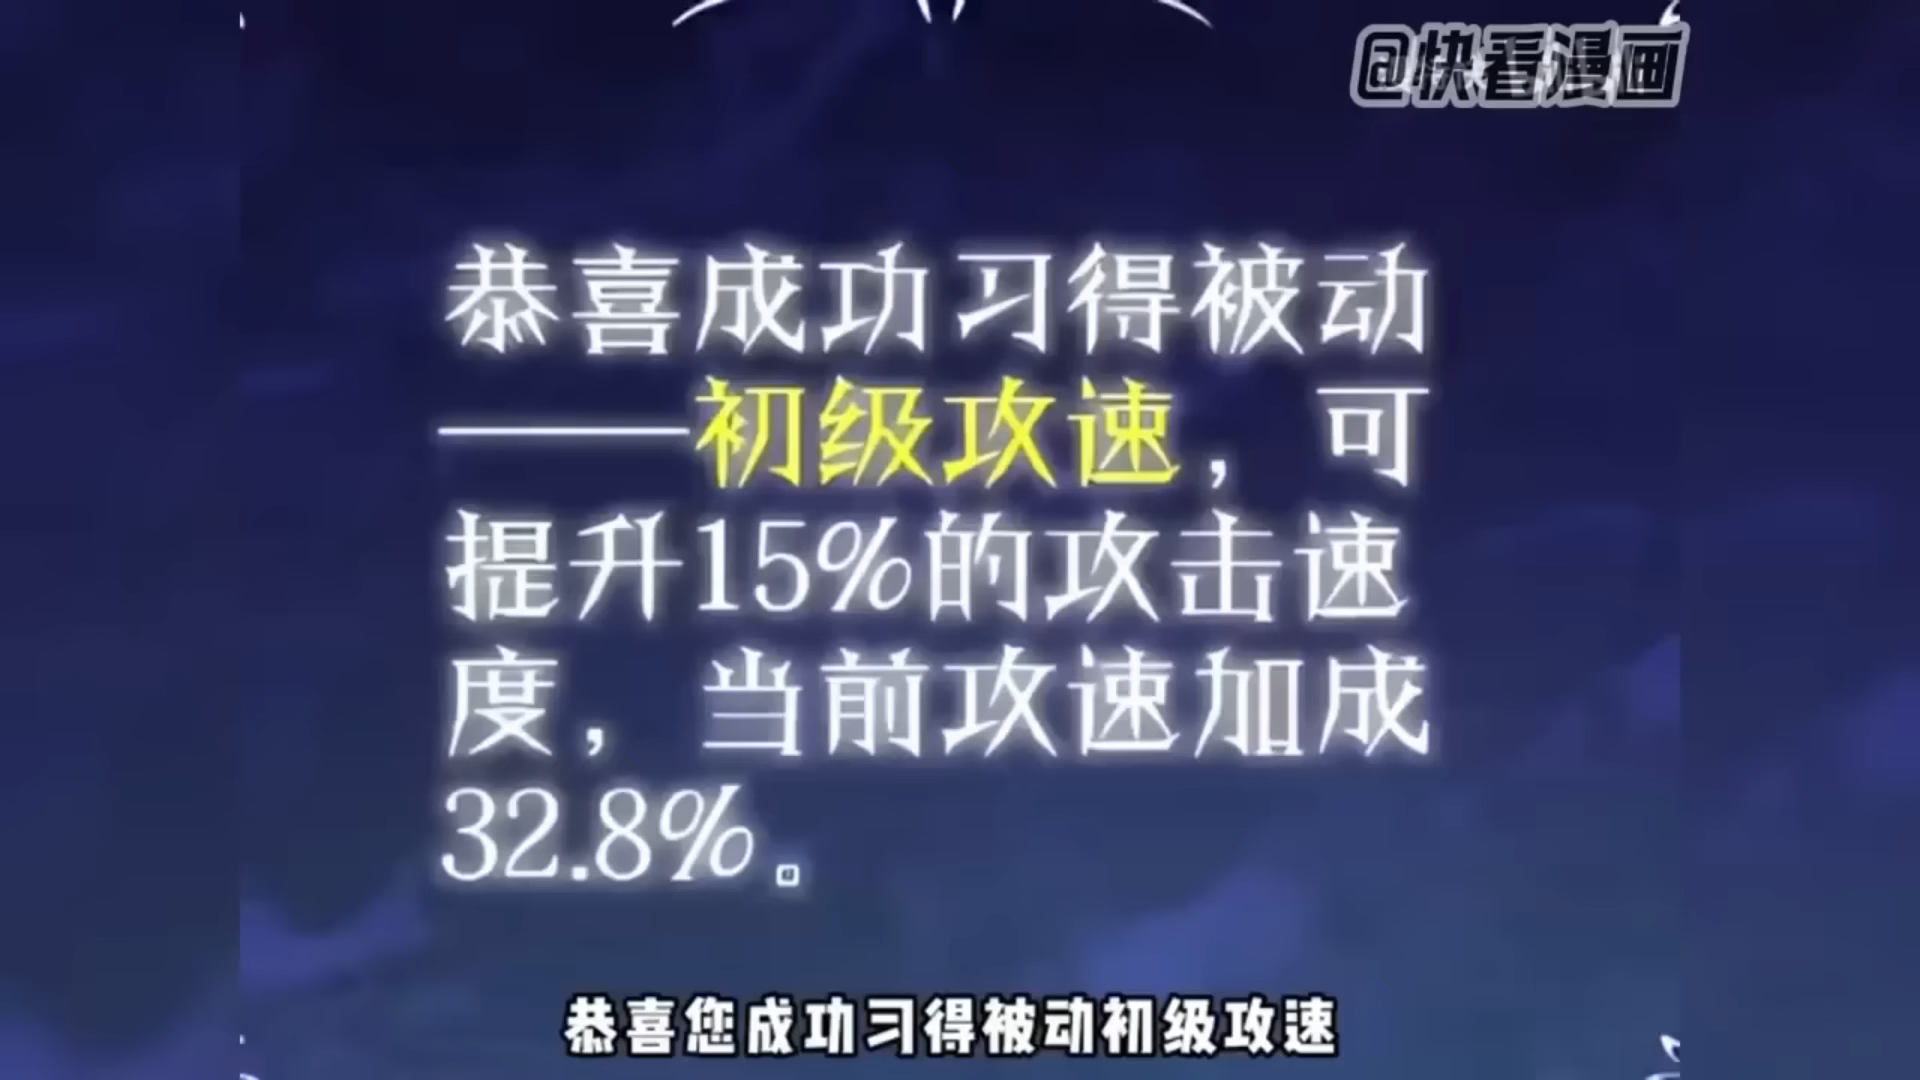 @快看漫画
恭喜成功习得被动
——初级攻速，可
提升15%的攻击速
度，当前攻速加成
32.8%。
恭喜您成功习得被动初级攻速